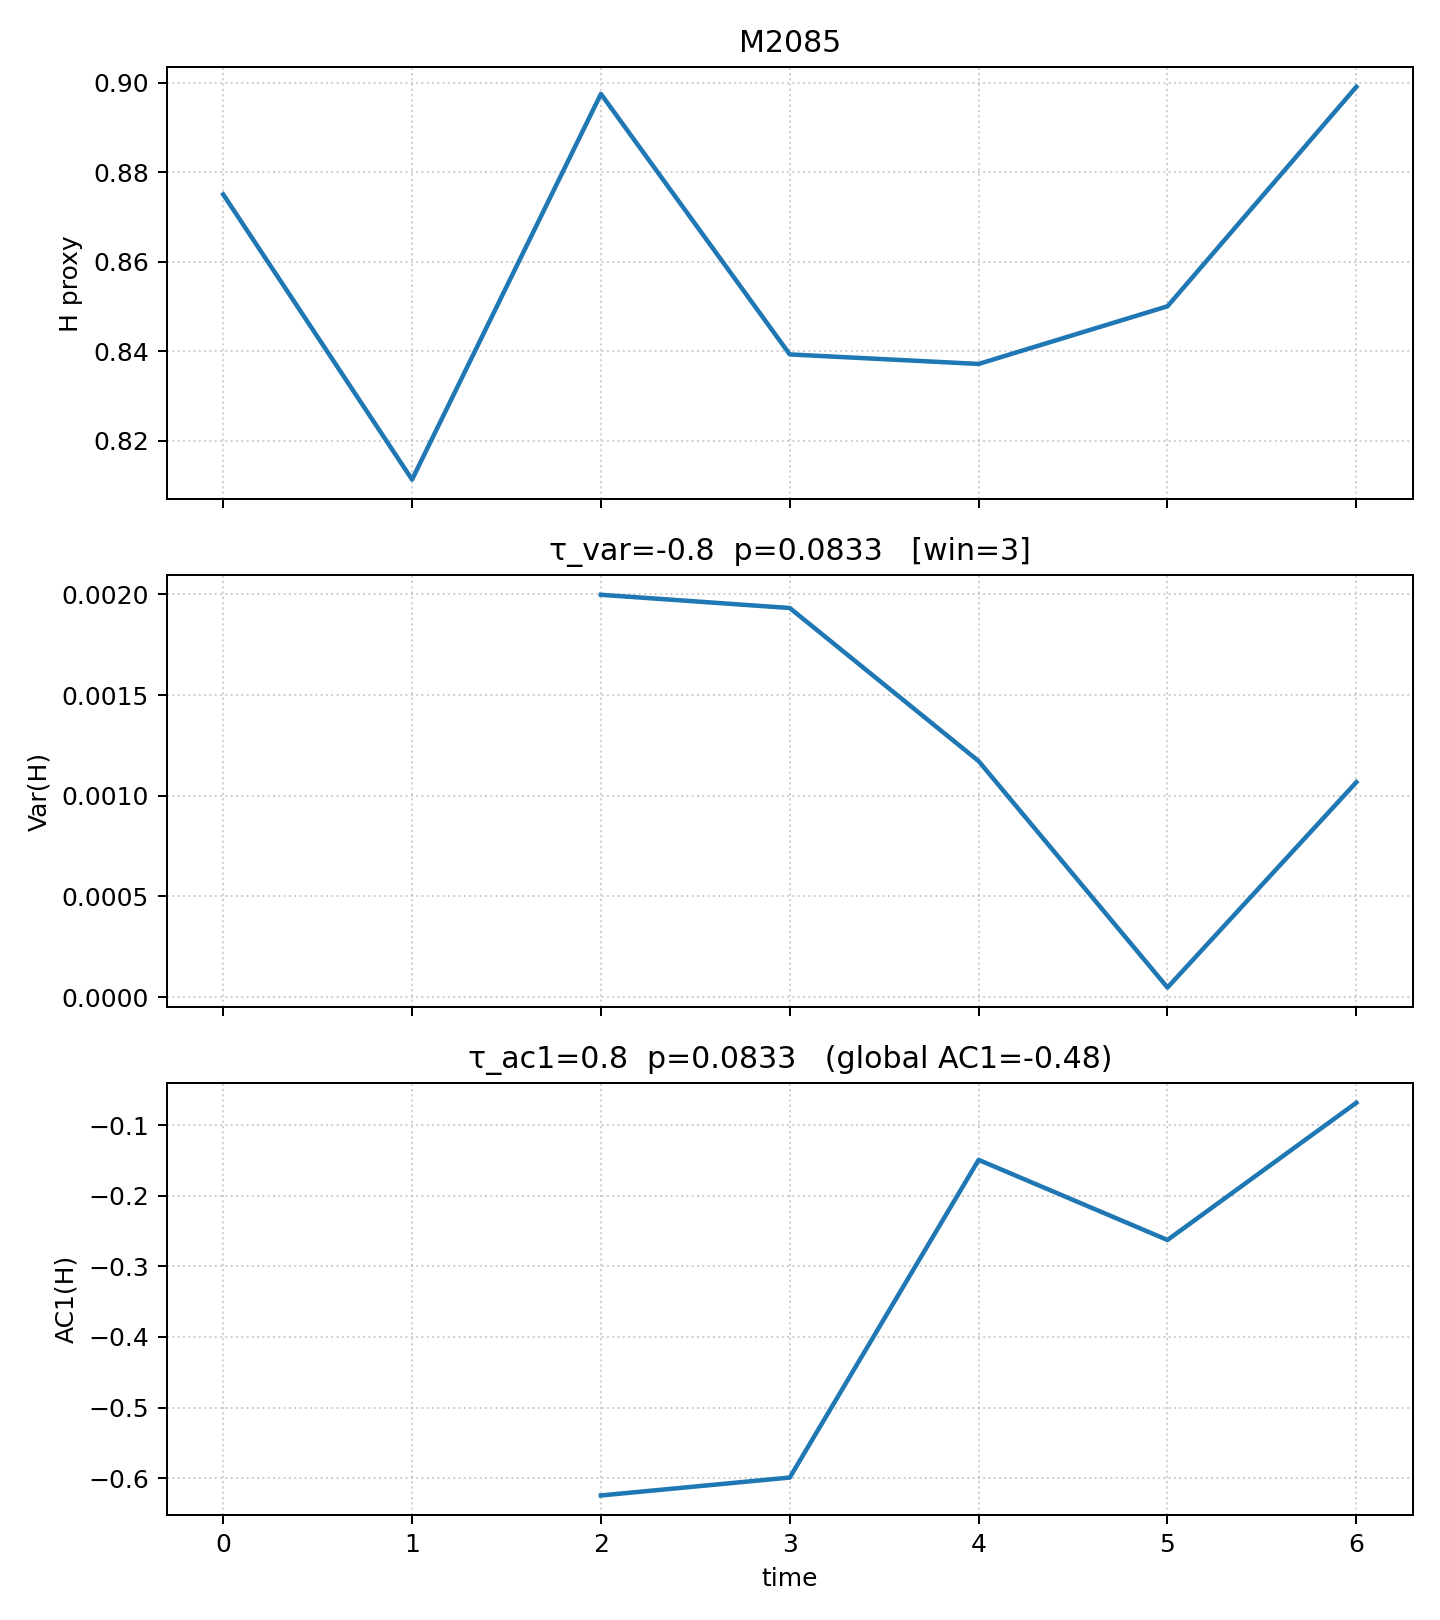 M2085
0.90
0.88
0.86
0.84
0.82
H proxy
τ_var=-0.8  p=0.0833   [win=3]
0.0020
0.0015
0.0010
0.0005
0.0000
Var(H)
τ_ac1=0.8  p=0.0833   (global AC1=-0.48)
−0.1
−0.2
−0.3
−0.4
−0.5
−0.6
AC1(H)
0 1 2 3 4 5 6
time